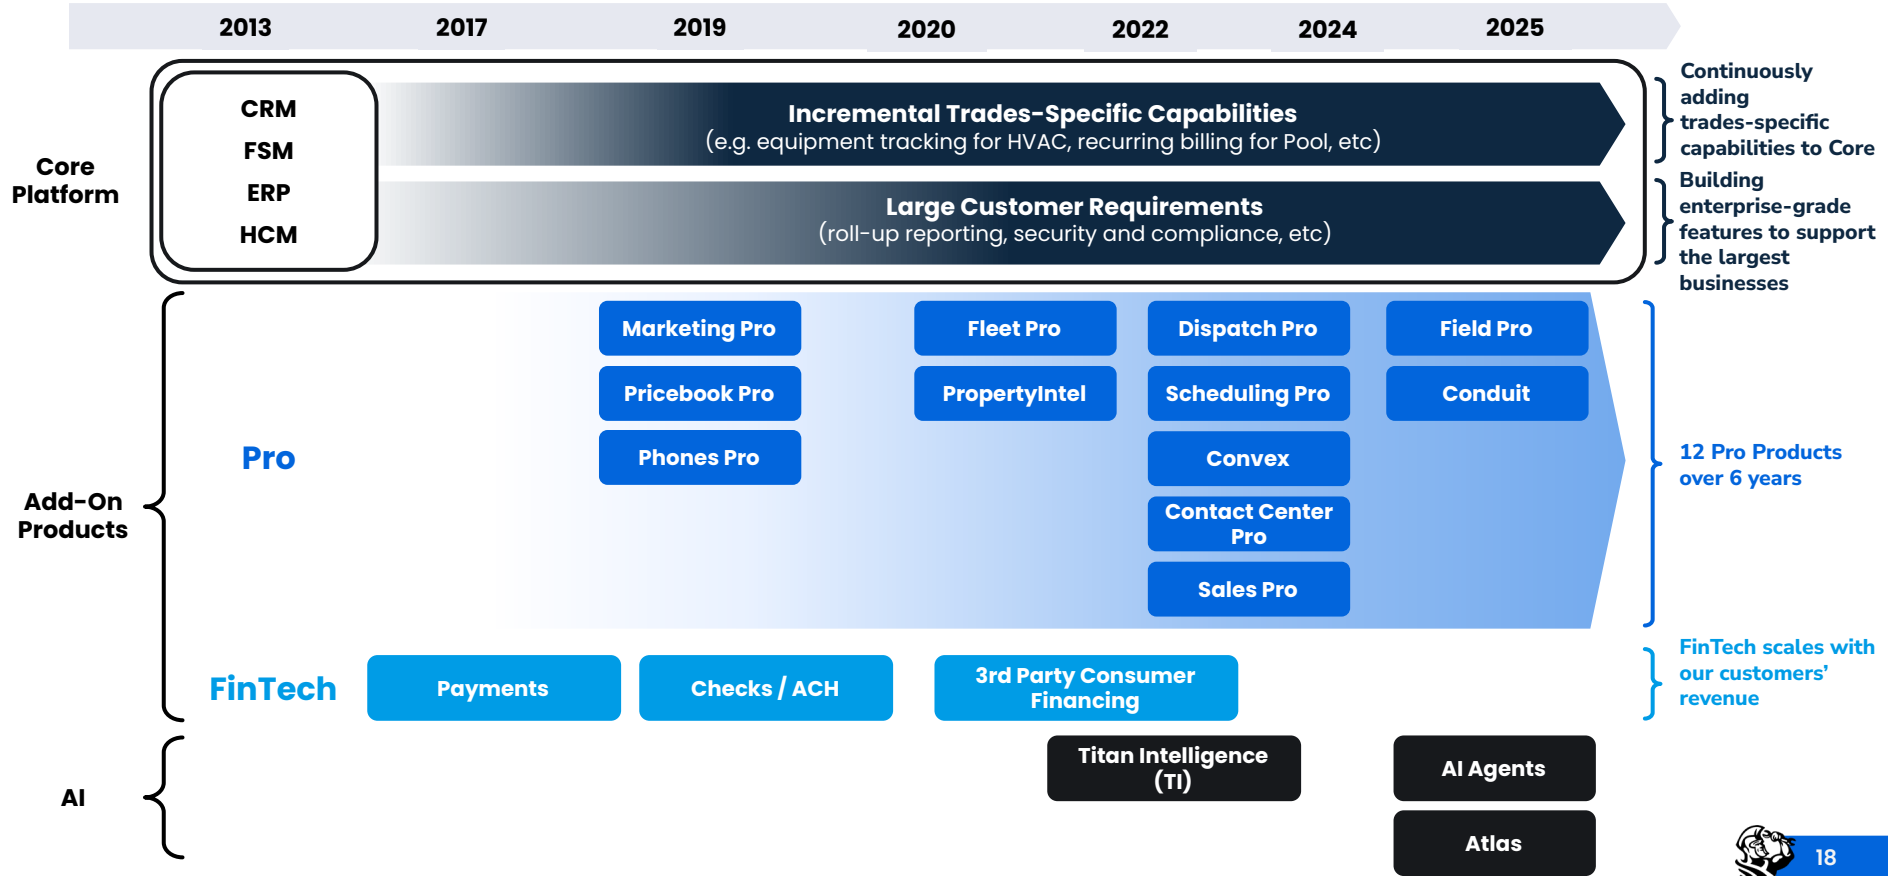 2013 2017 2019 2020 2022 2024 2025
Core
Platform
CRM
FSM
ERP
HCM
Incremental Trades-Specific Capabilities
(e.g. equipment tracking for HVAC, recurring billing for Pool, etc)
Large Customer Requirements
(roll-up reporting, security and compliance, etc)
Continuously
adding
trades-specific
capabilities to Core
Building
enterprise-grade
features to support
the largest
businesses
Add-On
Products
Pro
Marketing Pro
Pricebook Pro
Phones Pro
Fleet Pro
PropertyIntel
Dispatch Pro
Scheduling Pro
Convex
Contact Center
Pro
Sales Pro
Field Pro
Conduit
12 Pro Products
over 6 years
FinTech
Payments
Checks / ACH
3rd Party Consumer
Financing
FinTech scales with
our customers’
revenue
AI
Titan Intelligence
(TI)
AI Agents
Atlas
18